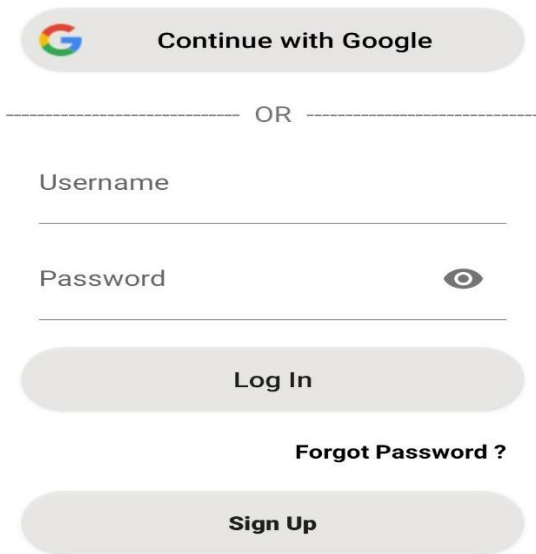 Continue with Google
OR
Username
Password
Log In
Forgot Password ?
Sign Up